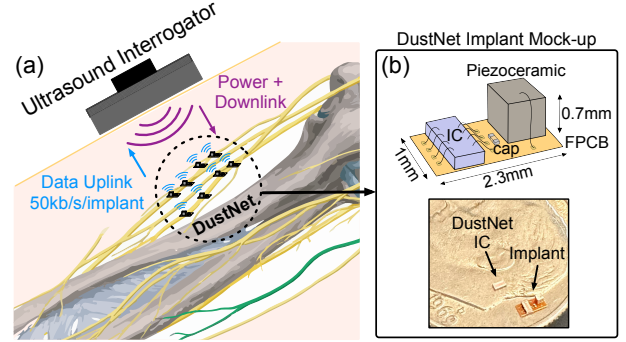 (a)
Ultrasound Interrogator
Power +
Downlink
Data Uplink
50kb/s/implant
DustNet
DustNet Implant Mock-up
(b)
Piezoceramic
IC
cap
0.7mm
FPCB
1mm
2.3mm
DustNet
IC
Implant